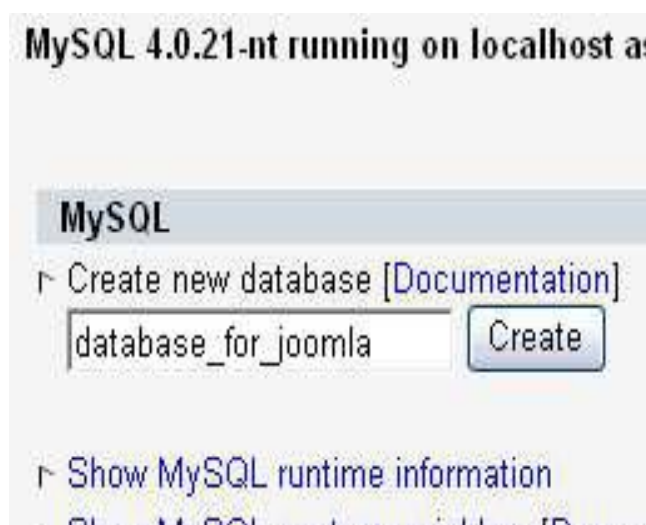 MySQL 4.0.21-nt running on localhost as
MySQL
Create new database [Documentation]
database_for_joomla Create
Show MySQL runtime information